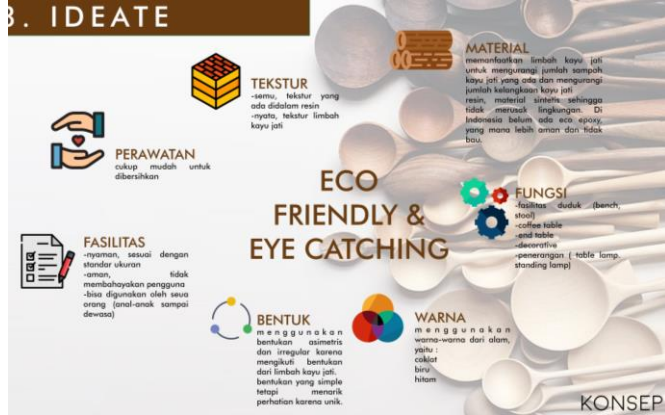 3. IDEATE
MATERIAL
memanfaatkan limbah kayu jati
untuk mengurangi jumlah sampah
kayu jati yang ada dan mengurangi
jumlah kelangkaan kayu jati
resin, material sintetis sehingga
tidak merusak lingkungan. Di
Indonesia belum ada eco epoxy,
yang mana lebih aman dan tidak
bau.
TEKSTUR
-semu, tekstur yang
ada didalam resin
-nyata, tekstur limbah
kayu jati
PERAWATAN
cukup mudah untuk
dibersihkan
ECO
FRIENDLY &
EYE CATCHING
FUNGSI
-fasilitas duduk (bench,
stool)
-coffee table
-end table
-decorative
-penerangan ( table lamp.
standing lamp)
FASILITAS
-nyaman, sesuai dengan
standar ukuran
-aman, tidak
membahayakan pengguna
-bisa digunakan oleh seua
orang (anal-anak sampai
dewasa)
BENTUK
menggunakan
bentukan asimetris
dan irregular karena
mengikuti bentukan
dari limbah kayu jati.
bentukan yang simple
tetapi menarik
perhatian karena unik.
WARNA
menggunakan
warna-warna dari alam,
yaitu :
coklat
biru
hitam
KONSEP